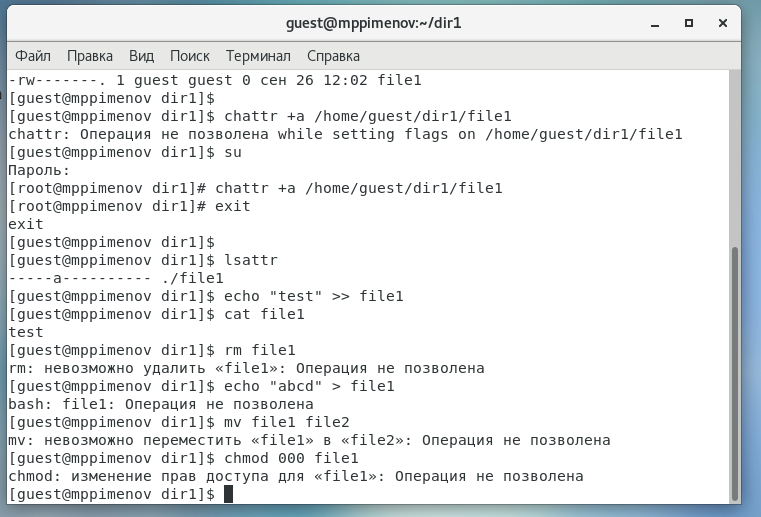 guest@mppimenov:~/dir1
Файл Правка Вид Поиск Терминал Справка
-rw-------. 1 guest guest 0 сен 26 12:02 file1
[guest@mppimenov dir1]$
[guest@mppimenov dir1]$ chattr +a /home/guest/dir1/file1
chattr: Операция не позволена while setting flags on /home/guest/dir1/file1
[guest@mppimenov dir1]$ su
Пароль:
[root@mppimenov dir1]# chattr +a /home/guest/dir1/file1
[root@mppimenov dir1]# exit
exit
[guest@mppimenov dir1]$
[guest@mppimenov dir1]$ lsattr
-----a---------- ./file1
[guest@mppimenov dir1]$ echo "test" >> file1
[guest@mppimenov dir1]$ cat file1
test
[guest@mppimenov dir1]$ rm file1
rm: невозможно удалить «file1»: Операция не позволена
[guest@mppimenov dir1]$ echo "abcd" > file1
bash: file1: Операция не позволена
[guest@mppimenov dir1]$ mv file1 file2
mv: невозможно переместить «file1» в «file2»: Операция не позволена
[guest@mppimenov dir1]$ chmod 000 file1
chmod: изменение прав доступа для «file1»: Операция не позволена
[guest@mppimenov dir1]$